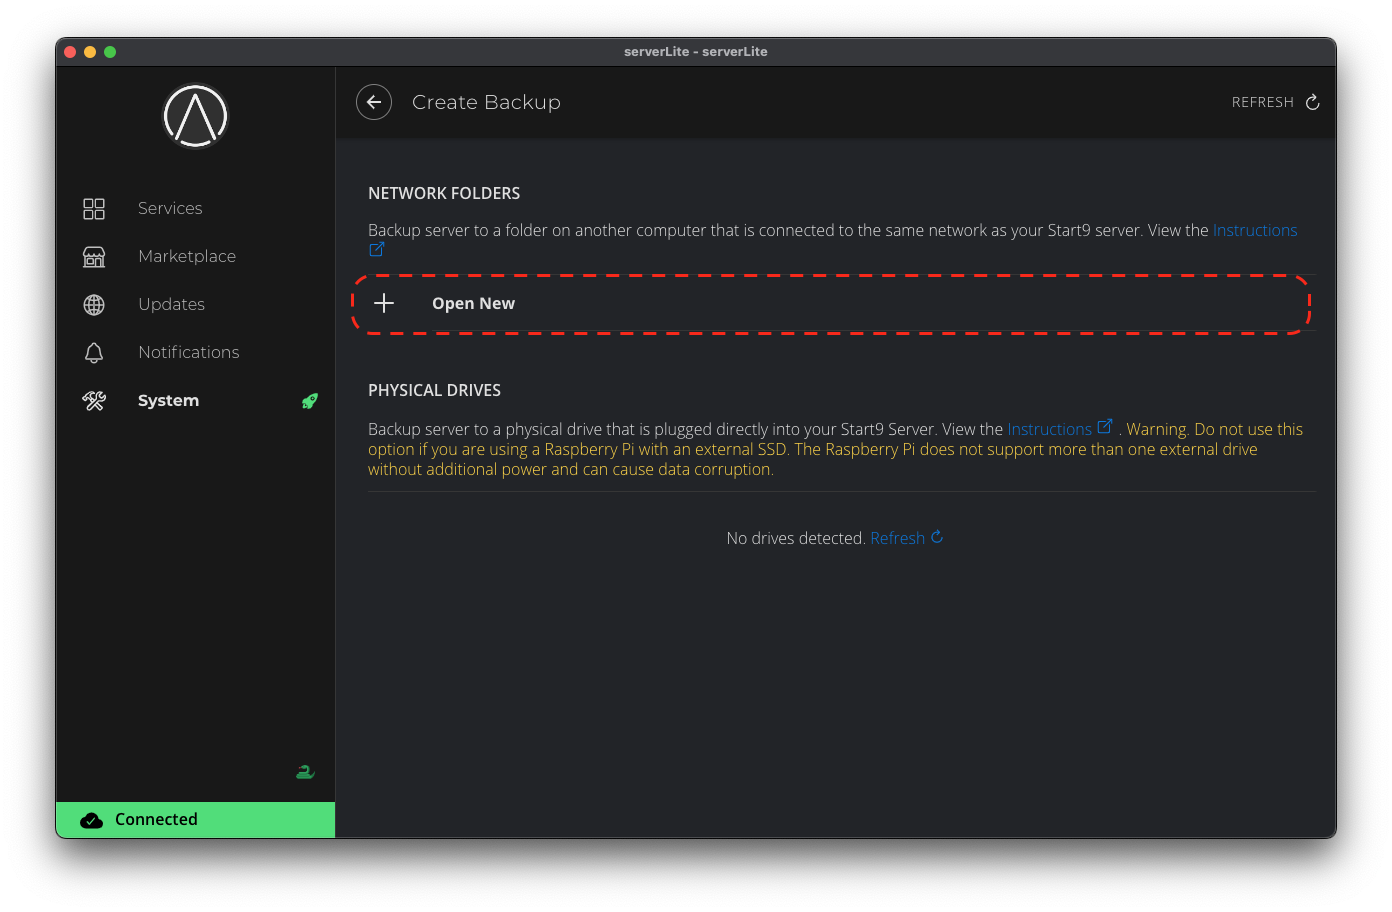 serverLite - serverLite
Create Backup
REFRESH
Services
Marketplace
Updates
Notifications
System
Connected
NETWORK FOLDERS
Backup server to a folder on another computer that is connected to the same network as your Start9 server. View the Instructions
Open New
PHYSICAL DRIVES
Backup server to a physical drive that is plugged directly into your Start9 Server. View the Instructions . Warning. Do not use this
option if you are using a Raspberry Pi with an external SSD. The Raspberry Pi does not support more than one external drive
without additional power and can cause data corruption.
No drives detected. Refresh